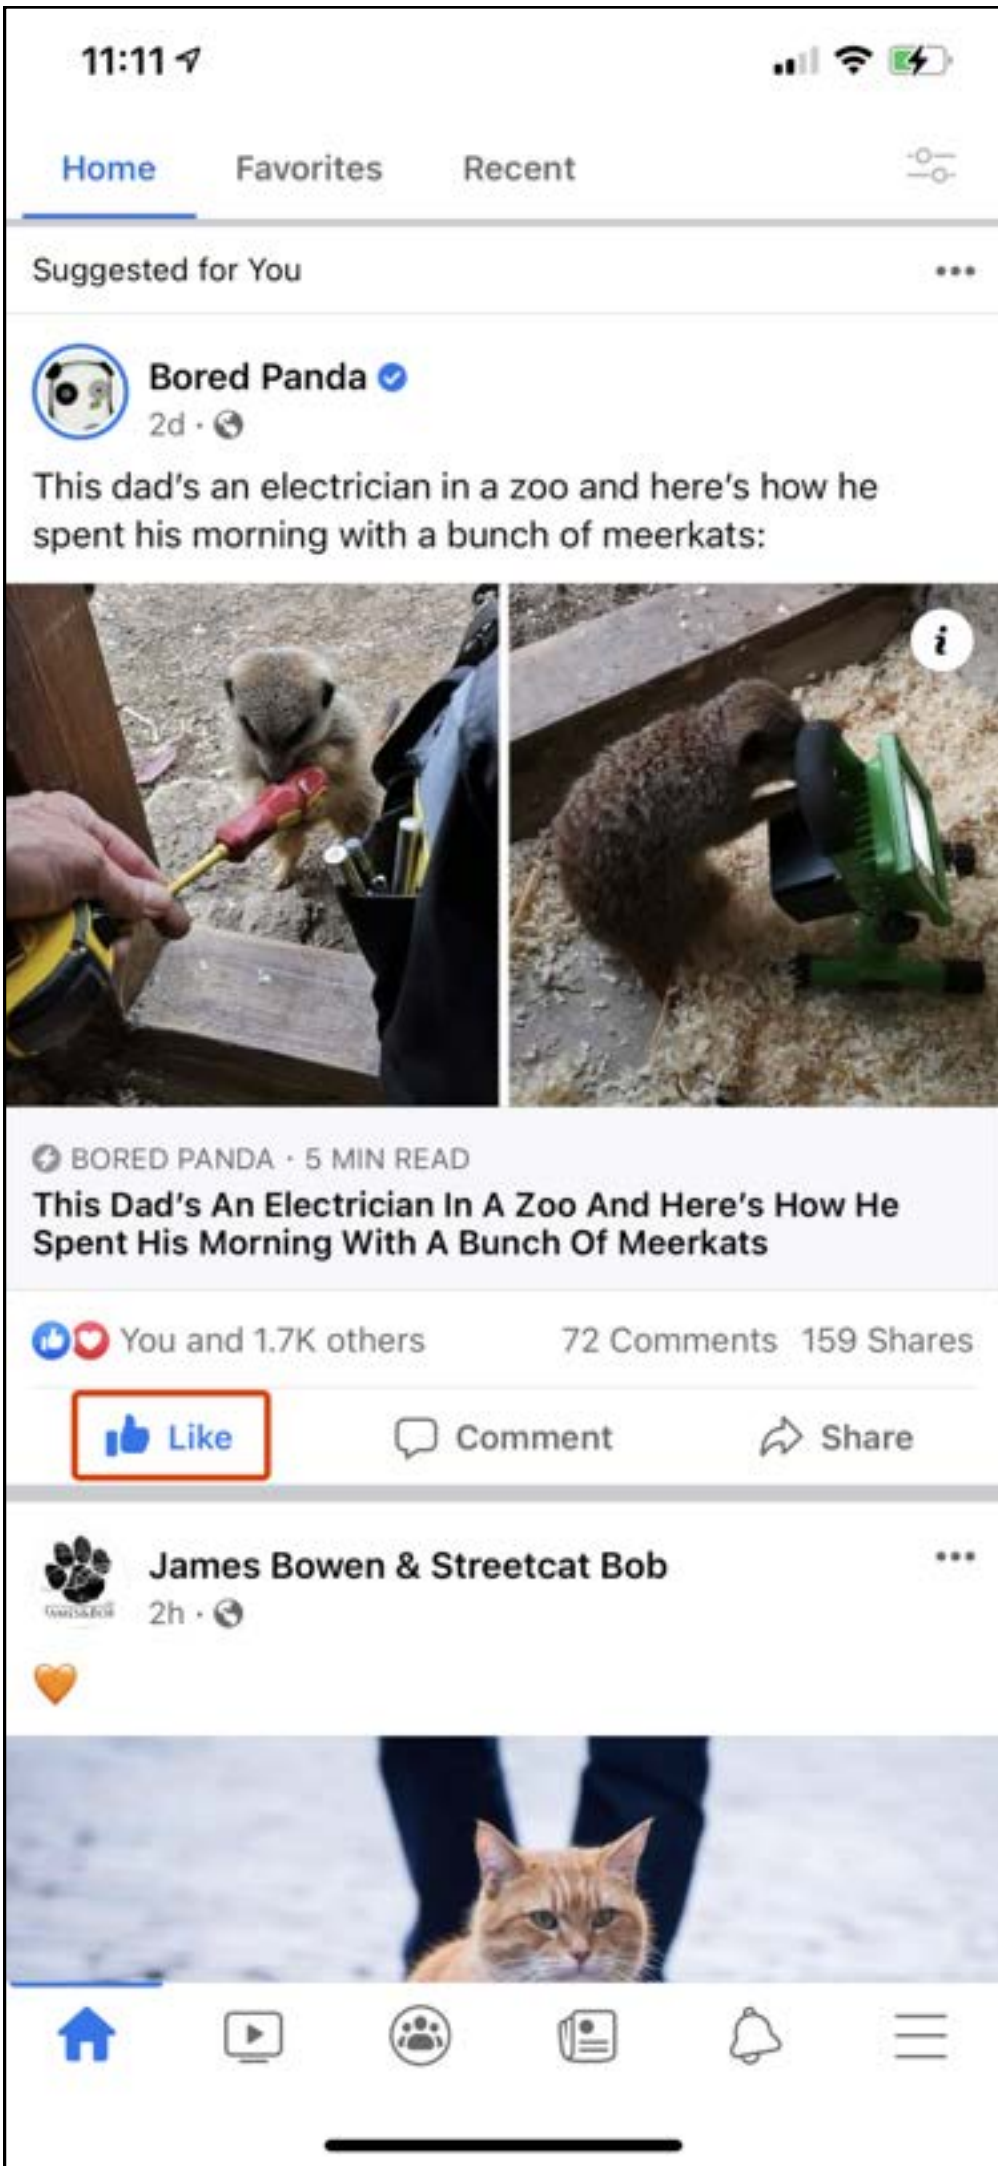 11:11
Home Favorites Recent
Suggested for You
Bored Panda
2d ·
This dad's an electrician in a zoo and here's how he
spent his morning with a bunch of meerkats:
i
BORED PANDA · 5 MIN READ
This Dad's An Electrician In A Zoo And Here's How He
Spent His Morning With A Bunch Of Meerkats
You and 1.7K others 72 Comments 159 Shares
Like Comment Share
James Bowen & Streetcat Bob
2h ·